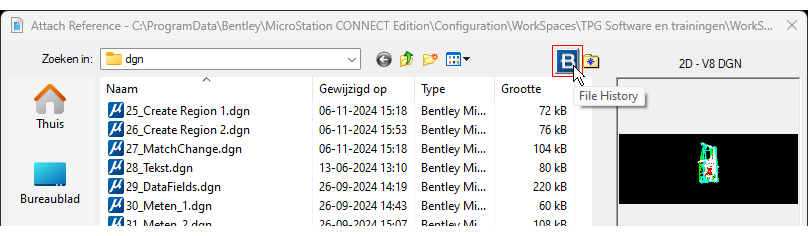 Attach Reference - C:\ProgramData\Bentley\MicroStation CONNECT Edition\Configuration\WorkSpaces\TPG Software en trainingen\WorkS...
Zoeken in: dgn
B
2D - V8 DGN
File History
Naam Gewijzigd op Type Grootte
Thuis
Bureaublad
25_Create Region 1.dgn 06-11-2024 15:18 Bentley Mi... 72 kB
26_Create Region 2.dgn 06-11-2024 15:53 Bentley Mi... 76 kB
27_MatchChange.dgn 06-11-2024 15:18 Bentley Mi... 104 kB
28_Tekst.dgn 13-06-2024 13:10 Bentley Mi... 80 kB
29_DataFields.dgn 26-09-2024 14:19 Bentley Mi... 220 kB
30_Meten_1.dgn 26-09-2024 14:43 Bentley Mi... 60 kB
31_Meten_2.dgn 26-09-2024 15:07 Bentley Mi... 108 kB